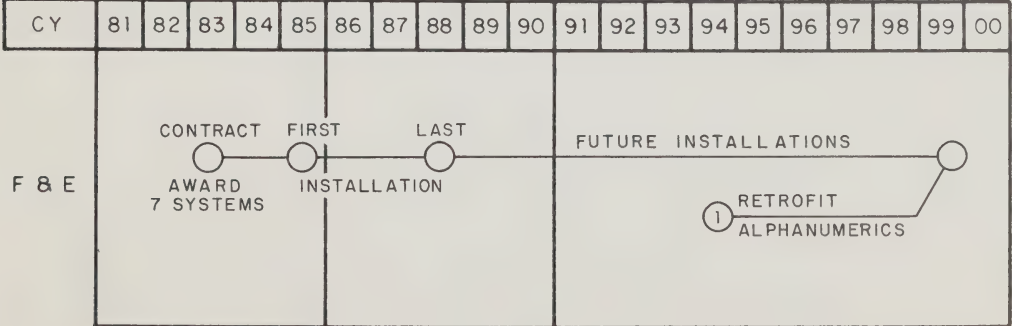 CY 81 82 83 84 85 86 87 88 89 90 91 92 93 94 95 96 97 98 99 00
CONTRACT FIRST LAST
FUTURE INSTALLATIONS
F & E
AWARD INSTALLATION
7 SYSTEMS
1 RETROFIT
ALPHANUMERICS